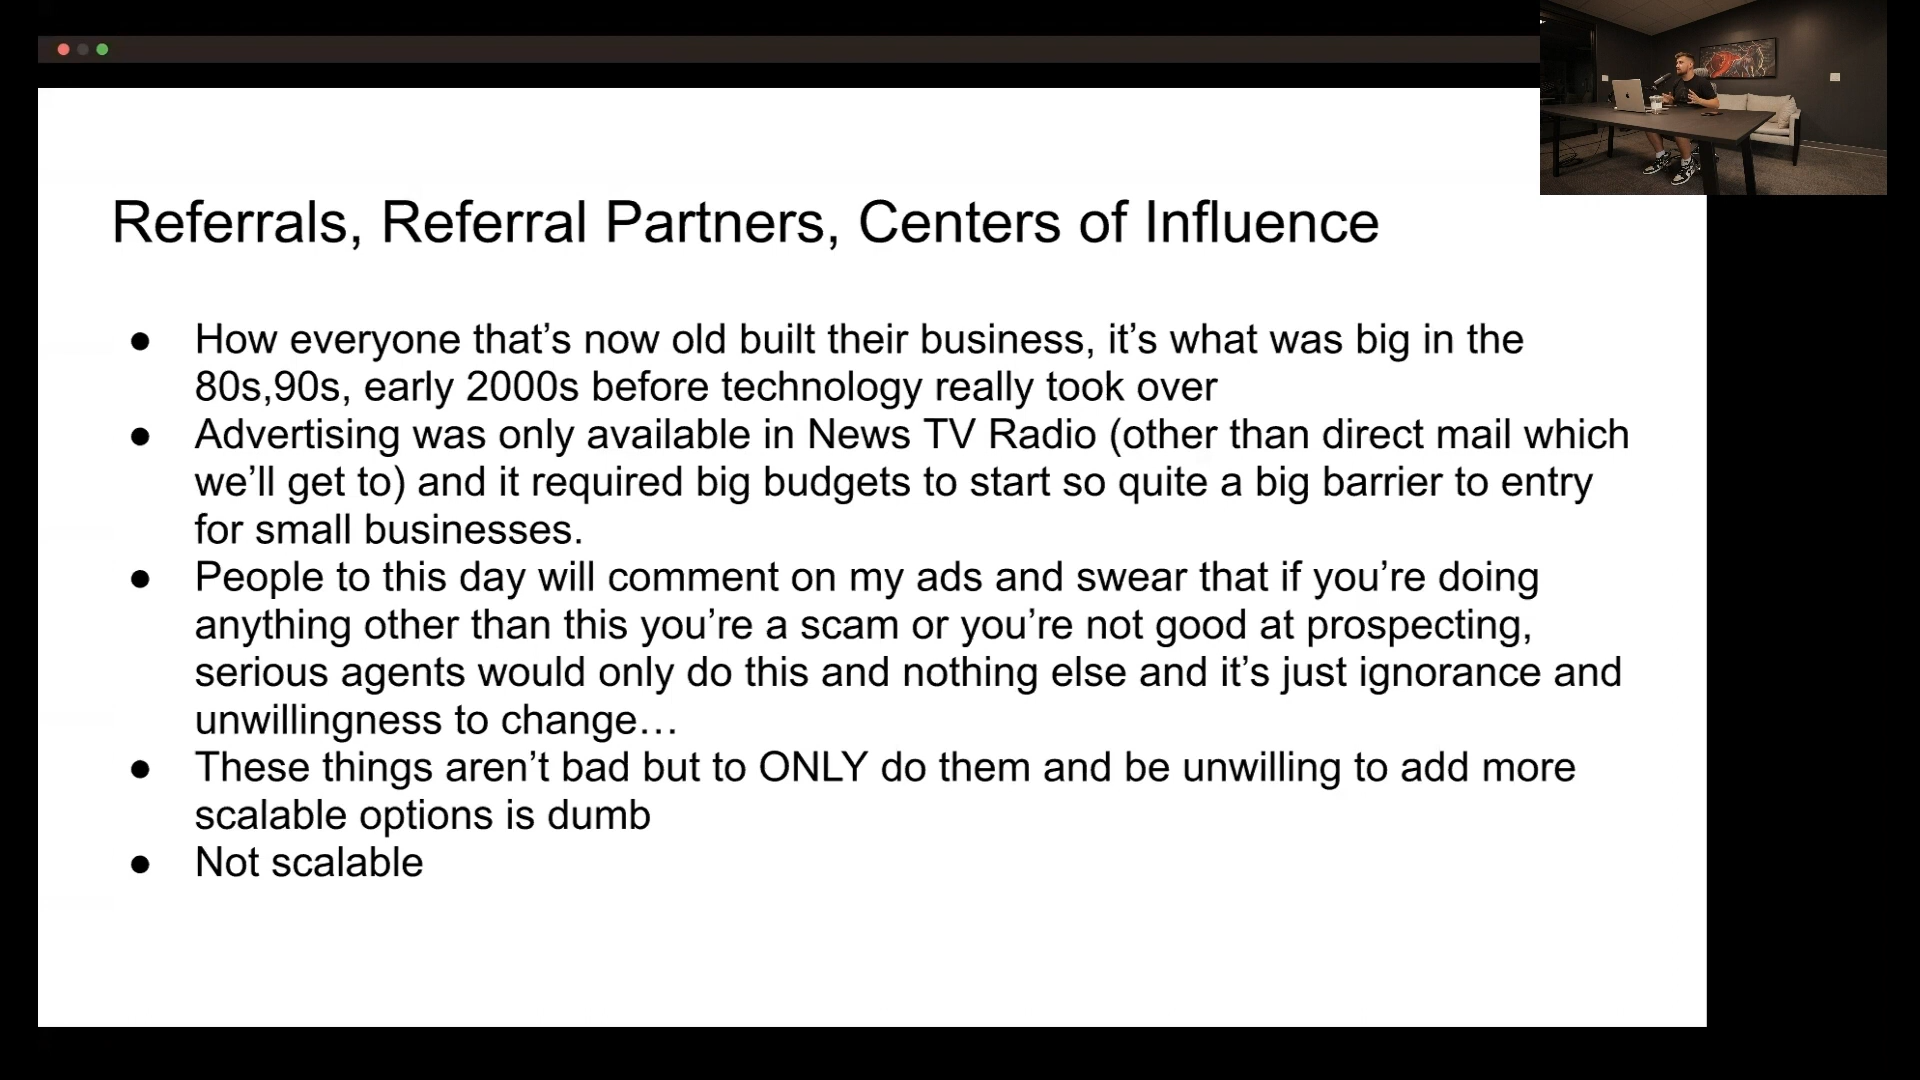 Referrals, Referral Partners, Centers of Influence
● How everyone that’s now old built their business, it’s what was big in the
80s,90s, early 2000s before technology really took over
● Advertising was only available in News TV Radio (other than direct mail which
we’ll get to) and it required big budgets to start so quite a big barrier to entry
for small businesses.
● People to this day will comment on my ads and swear that if you’re doing
anything other than this you’re a scam or you’re not good at prospecting,
serious agents would only do this and nothing else and it’s just ignorance and
unwillingness to change…
● These things aren’t bad but to ONLY do them and be unwilling to add more
scalable options is dumb
● Not scalable